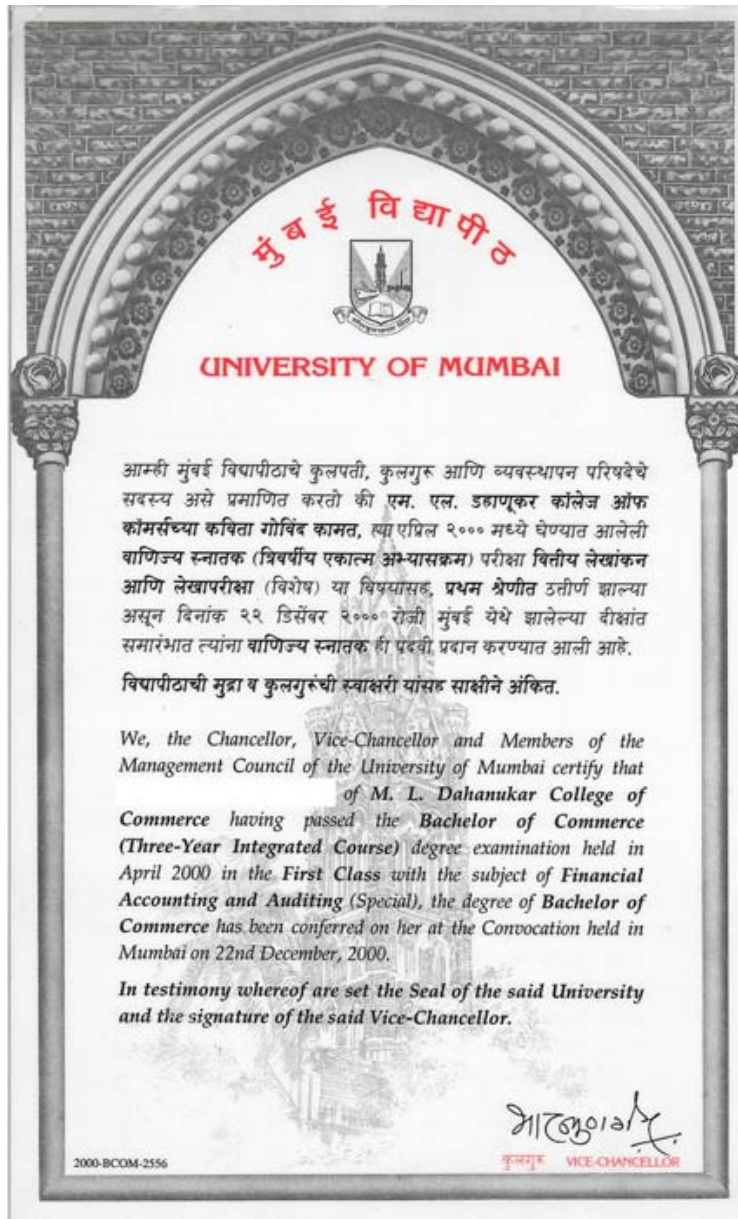 मुंबई विद्यापीठ
UNIVERSITY OF MUMBAI
आम्ही मुंबई विद्यापीठाचे कुलपती, कुलगुरू आणि व्यवस्थापन परिषदेचे
सदस्य असे प्रमाणित करतो की एम. एल. डहाणूकर कॉलेज ऑफ
कॉमर्सच्या कविता गोविंद कामत, ह्या एप्रिल २००० मध्ये घेण्यात आलेली
वाणिज्य स्नातक (त्रिवर्षीय एकात्म अभ्यासक्रम) परीक्षा वित्तीय लेखांकन
आणि लेखापरीक्षा (विशेष) या विषयासह, प्रथम श्रेणीत उत्तीर्ण झाल्या
असून दिनांक २२ डिसेंबर २००० रोजी मुंबई येथे झालेल्या दीक्षांत
समारंभात त्यांना वाणिज्य स्नातक ही पदवी प्रदान करण्यात आली आहे.
विद्यापीठाची मुद्रा व कुलगुरूंची स्वाक्षरी यांसह साक्षीने अंकित.
We, the Chancellor, Vice-Chancellor and Members of the
Management Council of the University of Mumbai certify that
of M. L. Dahanukar College of
Commerce having passed the Bachelor of Commerce
(Three-Year Integrated Course) degree examination held in
April 2000 in the First Class with the subject of Financial
Accounting and Auditing (Special), the degree of Bachelor of
Commerce has been conferred on her at the Convocation held in
Mumbai on 22nd December, 2000.
In testimony whereof are set the Seal of the said University
and the signature of the said Vice-Chancellor.
2000-BCOM-2556
कुलगुरू VICE-CHANCELLOR